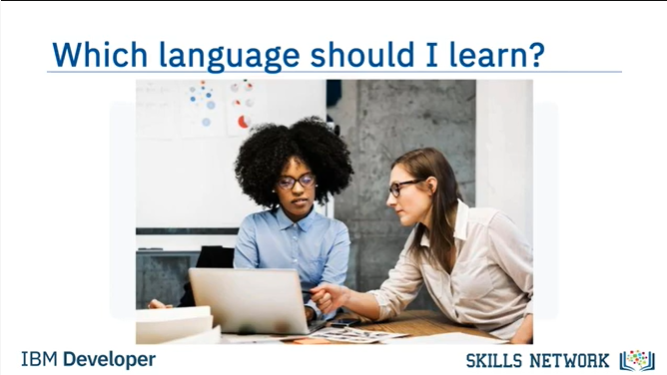 Which language should I learn?
IBM Developer
SKILLS NETWORK